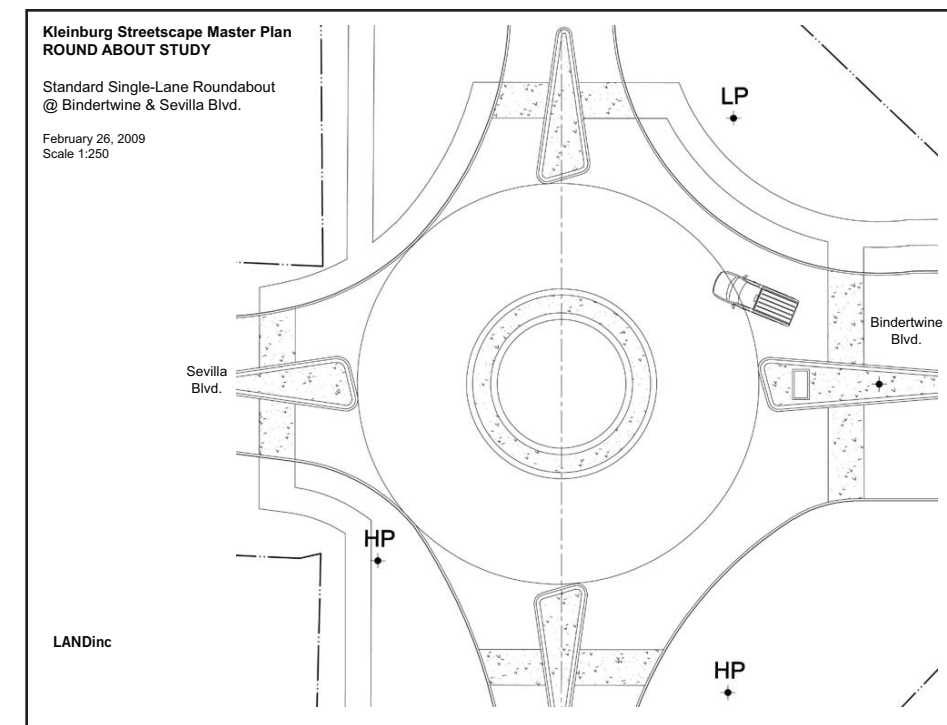 Kleinburg Streetscape Master Plan
ROUND ABOUT STUDY
Standard Single-Lane Roundabout
@ Bindertwine & Sevilla Blvd.
February 26, 2009
Scale 1:250
LP
Bindertwine
Blvd.
Sevilla
Blvd.
HP
LANDinc
HP